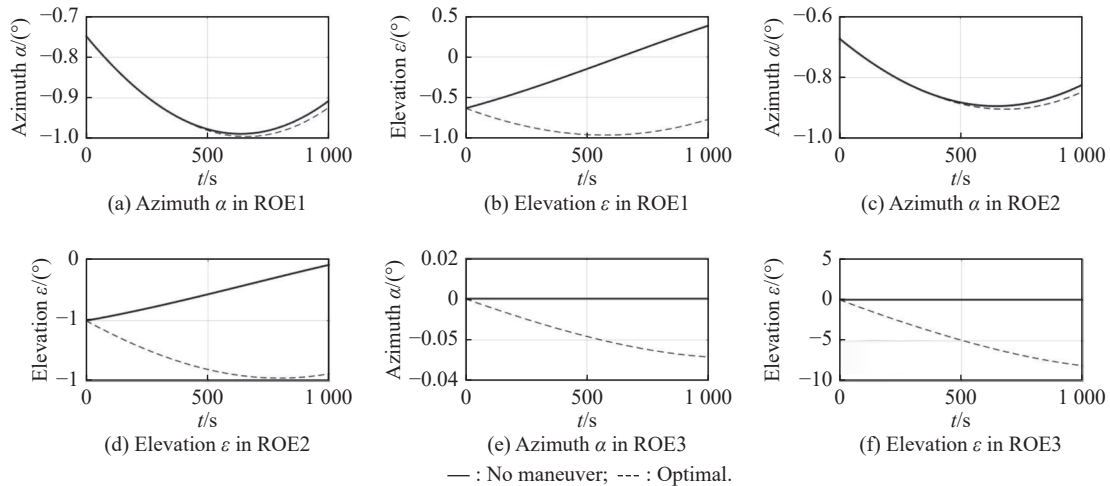 −0.7
−0.8
−0.9
−1.0
Azimuth α/(°)
0
500
1 000
t/s
(a) Azimuth α in ROE1
0.5
0
−0.5
−1.0
Elevation ε/(°)
0
500
1 000
t/s
(b) Elevation ε in ROE1
−0.6
−0.8
−1.0
Azimuth α/(°)
0
500
1 000
t/s
(c) Azimuth α in ROE2
0
−1
−1
Elevation ε/(°)
0
500
1 000
t/s
(d) Elevation ε in ROE2
0.02
0
−0.05
−0.04
Azimuth α/(°)
0
500
1 000
t/s
(e) Azimuth α in ROE3
5
0
−5
−10
Elevation ε/(°)
0
500
1 000
t/s
(f) Elevation ε in ROE3
— : No maneuver; --- : Optimal.